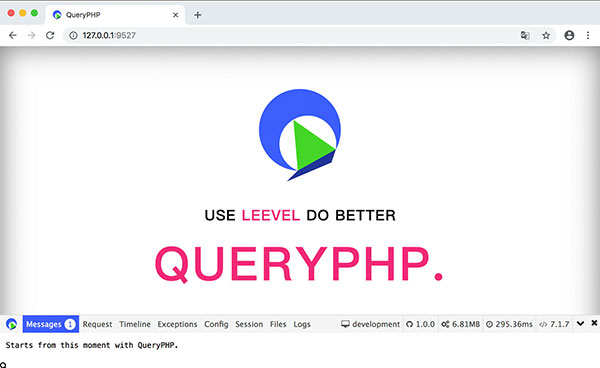 QueryPHP
127.0.0.1:9527
USE LEEVEL DO BETTER
QUERYPHP.
Messages 1 Request Timeline Exceptions Config Session Files Logs development 1.0.0 6.81MB 295.36ms </> 7.1.7
Starts from this moment with QueryPHP.